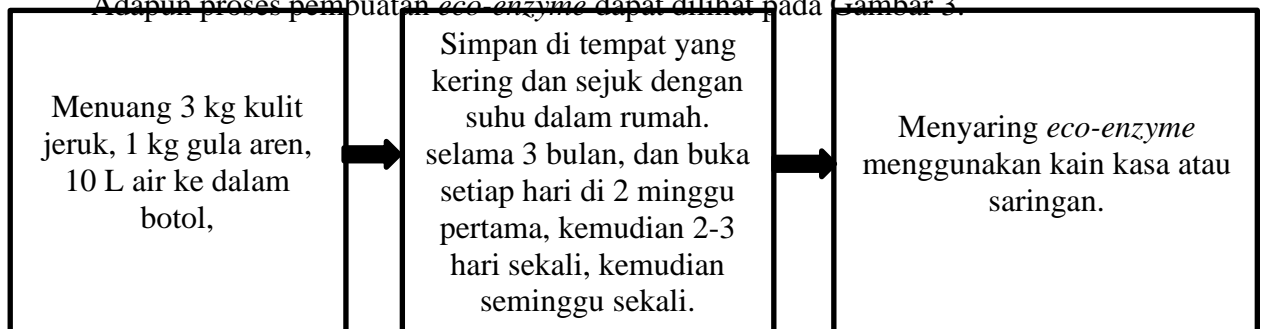 Adapun proses pembuatan eco-enzyme dapat dilihat pada Gambar 3.
Menuang 3 kg kulit
jeruk, 1 kg gula aren,
10 L air ke dalam
botol,
Simpan di tempat yang
kering dan sejuk dengan
suhu dalam rumah.
selama 3 bulan, dan buka
setiap hari di 2 minggu
pertama, kemudian 2-3
hari sekali, kemudian
seminggu sekali.
Menyaring eco-enzyme
menggunakan kain kasa atau
saringan.